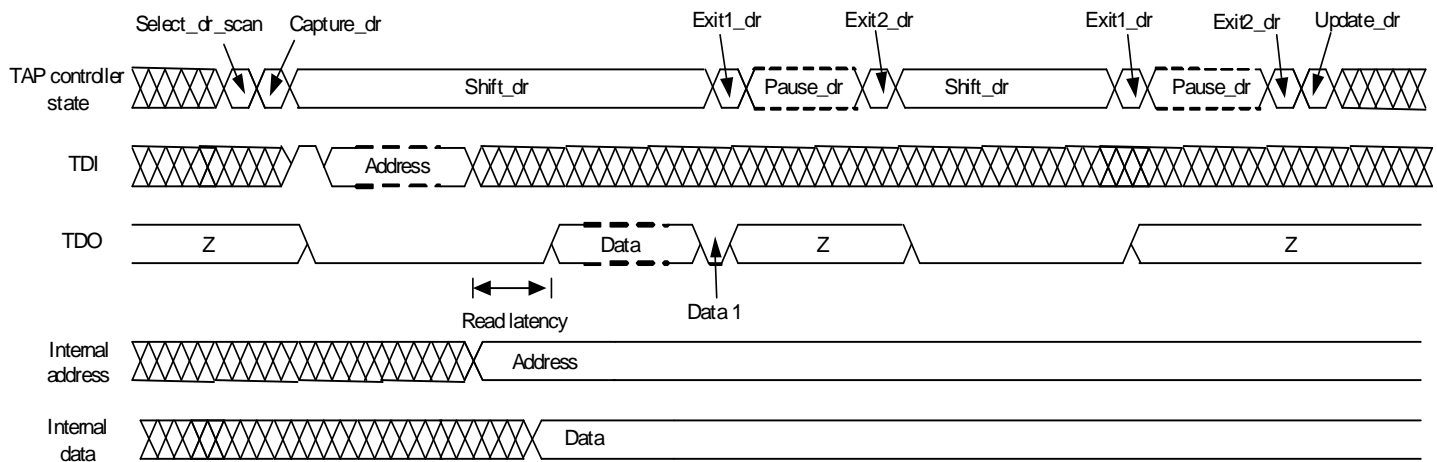 Select_dr_scan
Capture_dr
Exit1_dr
Exit2_dr
Exit1_dr
Exit2_dr
Update_dr
TAP controller
state
Shift_dr
Pause_dr
Shift_dr
Pause_dr
TDI
Address
TDO
Z
Data
Z
Z
Read latency
Data 1
Internal
address
Address
Internal
data
Data